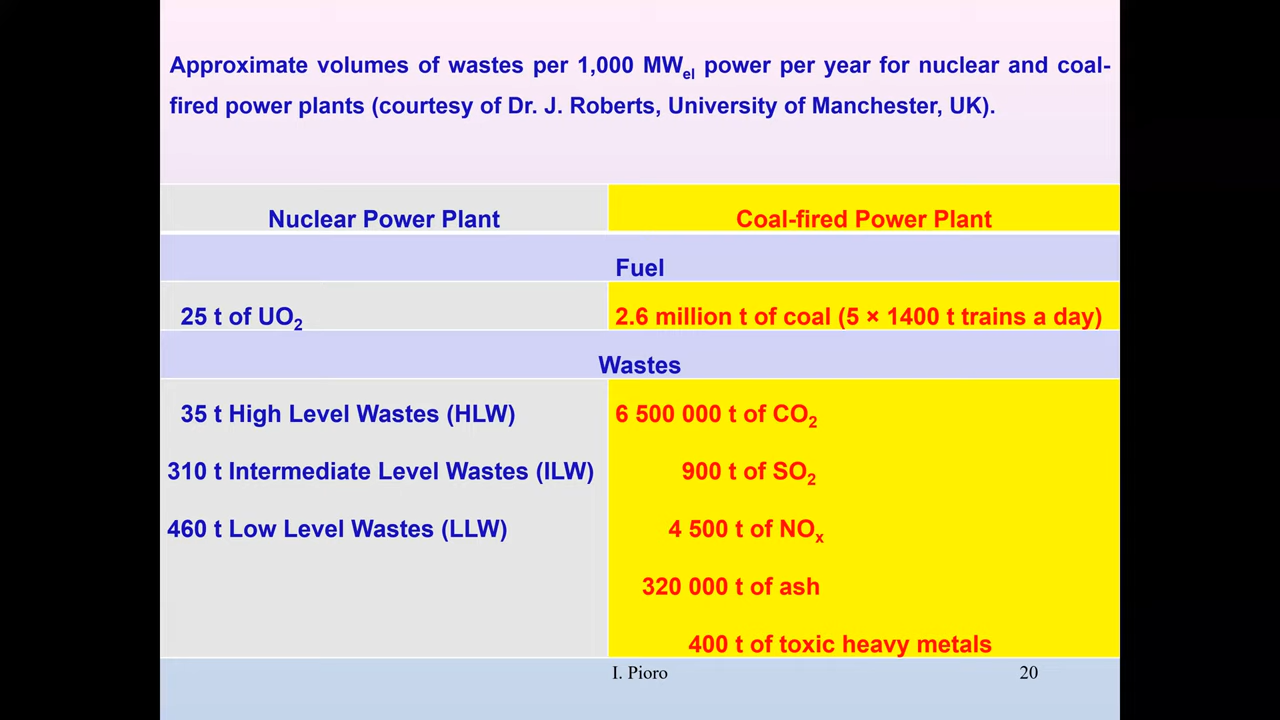 Approximate volumes of wastes per 1,000 MWel power per year for nuclear and coal-
fired power plants (courtesy of Dr. J. Roberts, University of Manchester, UK).
Nuclear Power Plant
Coal-fired Power Plant
Fuel
25 t of UO2
2.6 million t of coal (5 × 1400 t trains a day)
Wastes
35 t High Level Wastes (HLW)
6 500 000 t of CO2
310 t Intermediate Level Wastes (ILW)
900 t of SO2
460 t Low Level Wastes (LLW)
4 500 t of NOx
320 000 t of ash
400 t of toxic heavy metals
I. Pioro
20